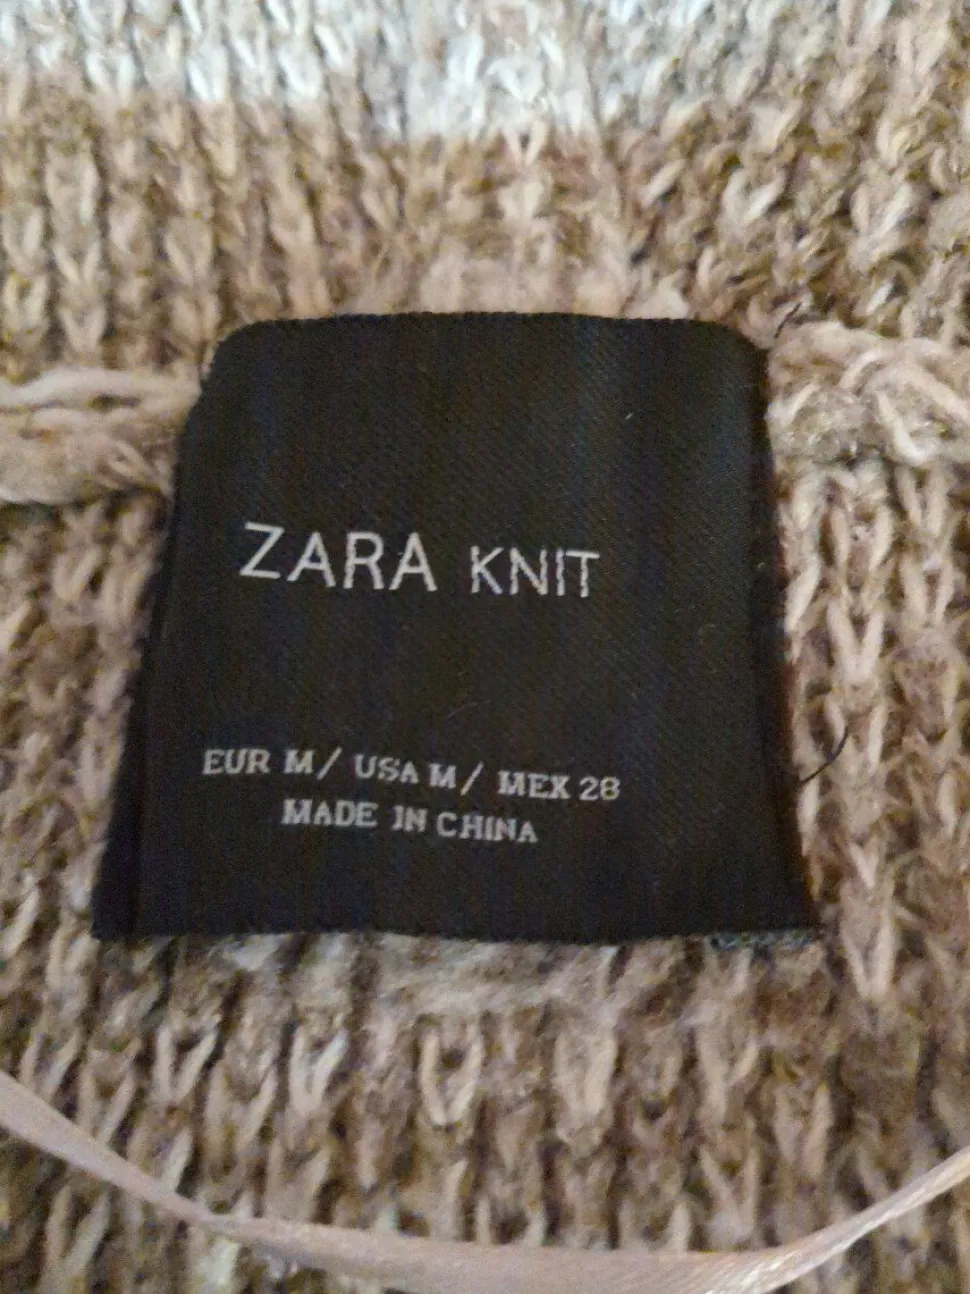 ZARA KNIT
EUR M/ USA M/ MEX 28
MADE IN CHINA